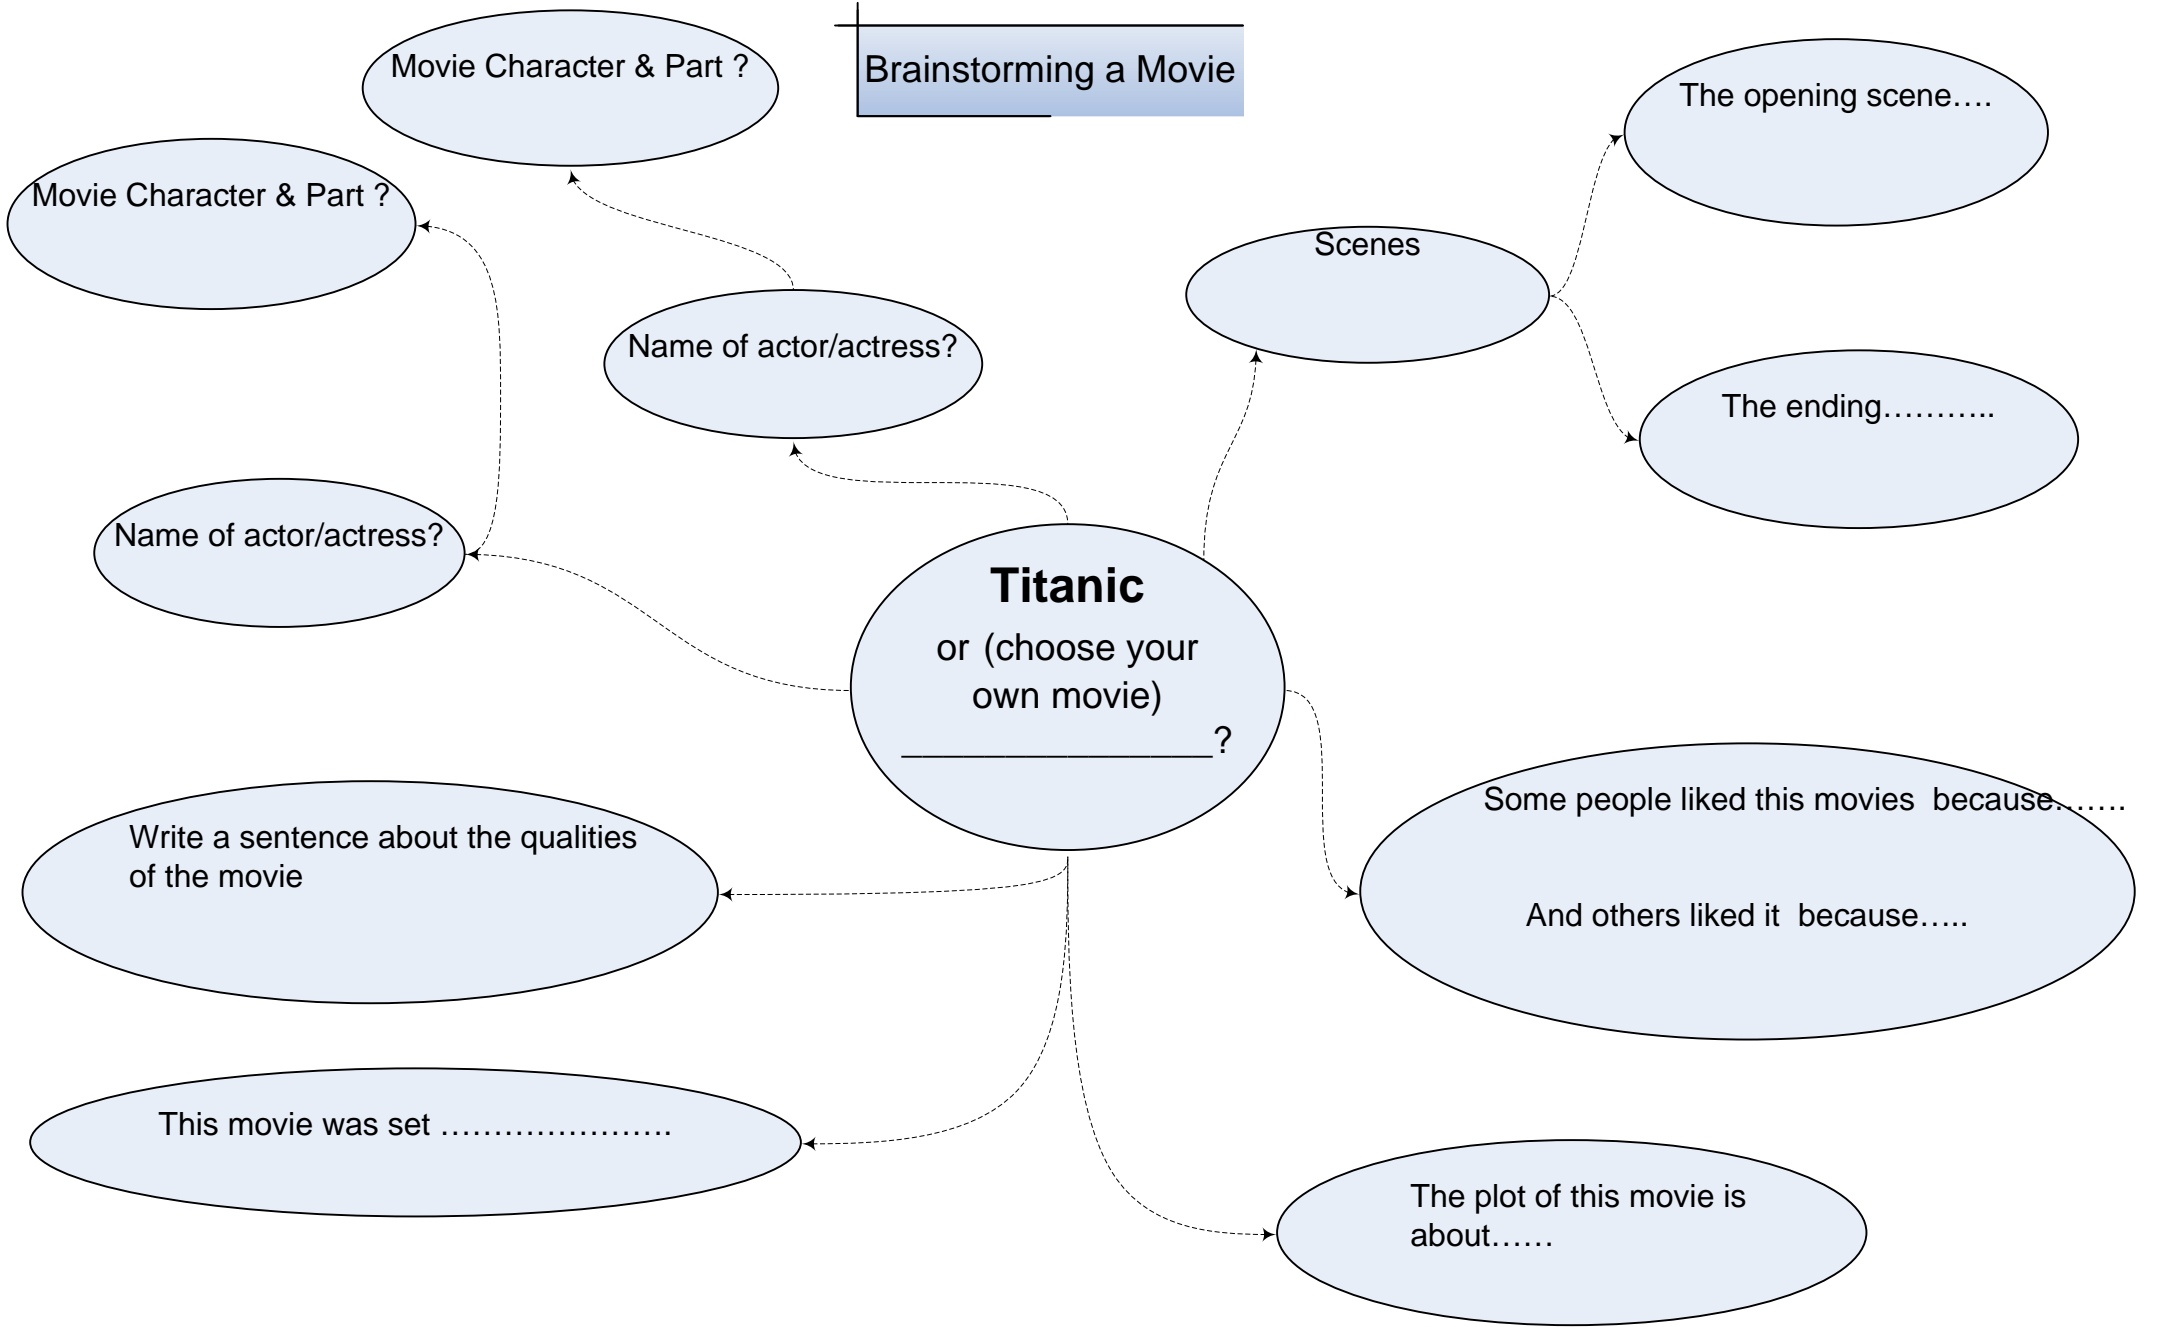 Brainstorming a Movie
Movie Character & Part ?
Movie Character & Part ?
Name of actor/actress?
Name of actor/actress?
Scenes
The opening scene….
The ending………..
Titanic
or (choose your
own movie)
_______________?
Some people liked this movies  because…….
And others liked it  because…..
Write a sentence about the qualities
of the movie
This movie was set ………………….
The plot of this movie is
about……